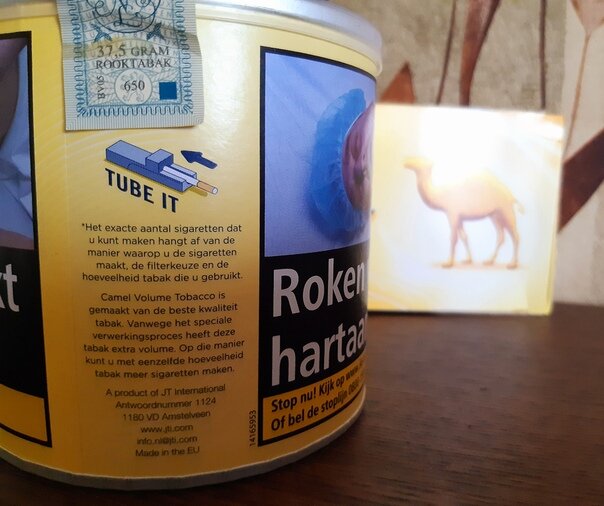 37,5 GRAM
ROOKTABAK
650
TUBE IT
*Het exacte aantal sigaretten dat
u kunt maken hangt af van de
manier waarop u de sigaretten
maakt, de filterkeuze en de
hoeveelheid tabak die u gebruikt.
Camel Volume Tobacco is
gemaakt van de beste kwaliteit
tabak. Vanwege het speciale
verwerkingsproces heeft deze
tabak extra volume. Op die manier
kunt u met eenzelfde hoeveelheid
tabak meer sigaretten maken.
A product of JT International
Antwoordnummer 1124
1180 VD Amstelveen
www.jti.com
info.nl@jti.com
Made in the EU
14165953
Roken
hartaa
Stop nu! Kijk op www.
Of bel de stoplijn 0800